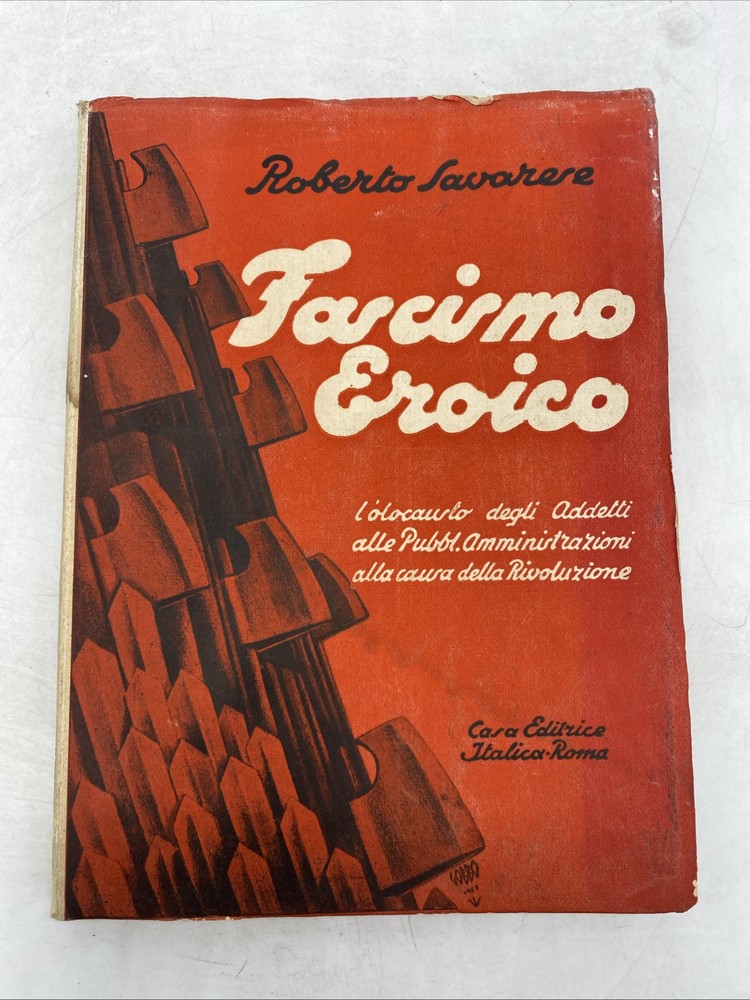 Roberto Savarese
Fascismo
Eroico
l'olocausto degli Addetti
alle Pubbl. Amministrazioni
alla causa della Rivoluzione
Casa Editrice
Italica-Roma